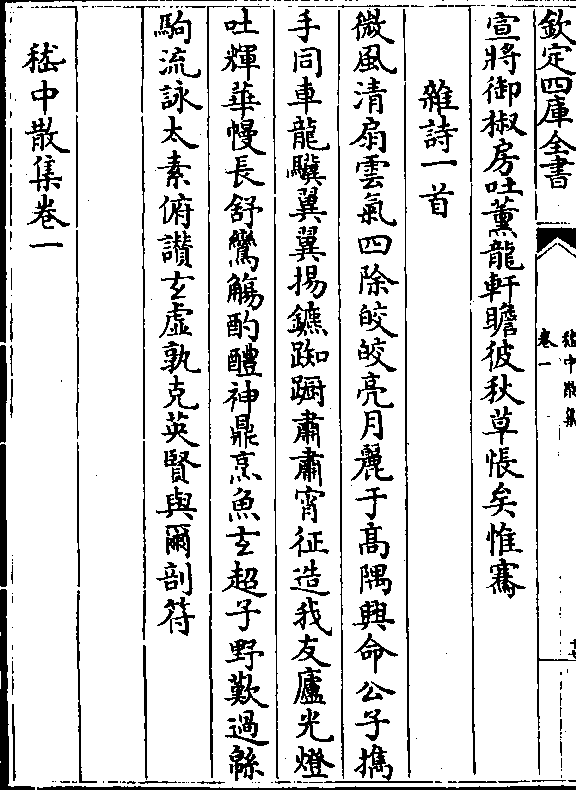 欽定四庫全書
嵇中散集
卷一
宣將御椒房吐薰龍軒瞻彼秋草悵矣惟騫
雜詩一首
微風清扇雲氣四除皎皎亮月麗于高隅興命公子攜
手同車龍驥翼翼揚鑣踟蹰肅肅宵征造我友廬光燈
吐輝華幔長舒鸞觴酌醴神鼎烹魚玄超子野歎過緜
駒流詠太素俯讃玄虛孰克英賢與爾剖符
嵇中散集卷一